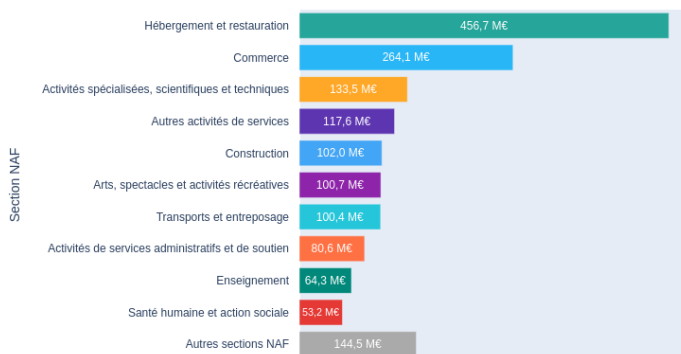 Section NAF
Hébergement et restauration 456,7 M€
Commerce 264,1 M€
Activités spécialisées, scientifiques et techniques 133,5 M€
Autres activités de services 117,6 M€
Construction 102,0 M€
Arts, spectacles et activités récréatives 100,7 M€
Transports et entreposage 100,4 M€
Activités de services administratifs et de soutien 80,6 M€
Enseignement 64,3 M€
Santé humaine et action sociale 53,2 M€
Autres sections NAF 144,5 M€